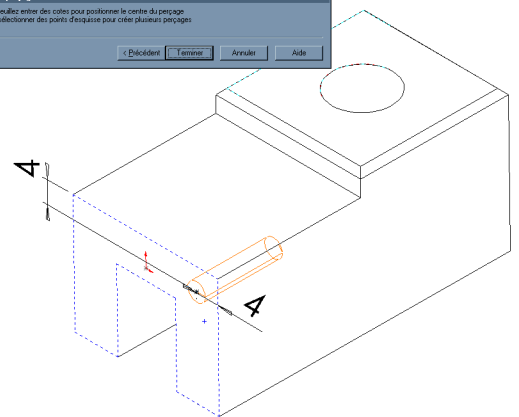 euillez entrer des cotes pour positionner le centre du perçage
électionner des points d'esquisse pour créer plusieurs perçages
< Précédent
Terminer
Annuler
Aide
4
4